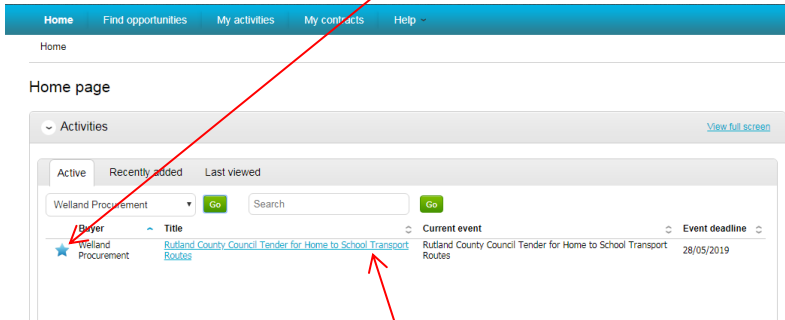 Home Find opportunities My activities My contracts Help
Home
Home page
Activities View full screen
Active Recently added Last viewed
Welland Procurement Go Search Go
Buyer Title Current event Event deadline
Welland Procurement Rutland County Council Tender for Home to School Transport Routes Rutland County Council Tender for Home to School Transport Routes 28/05/2019